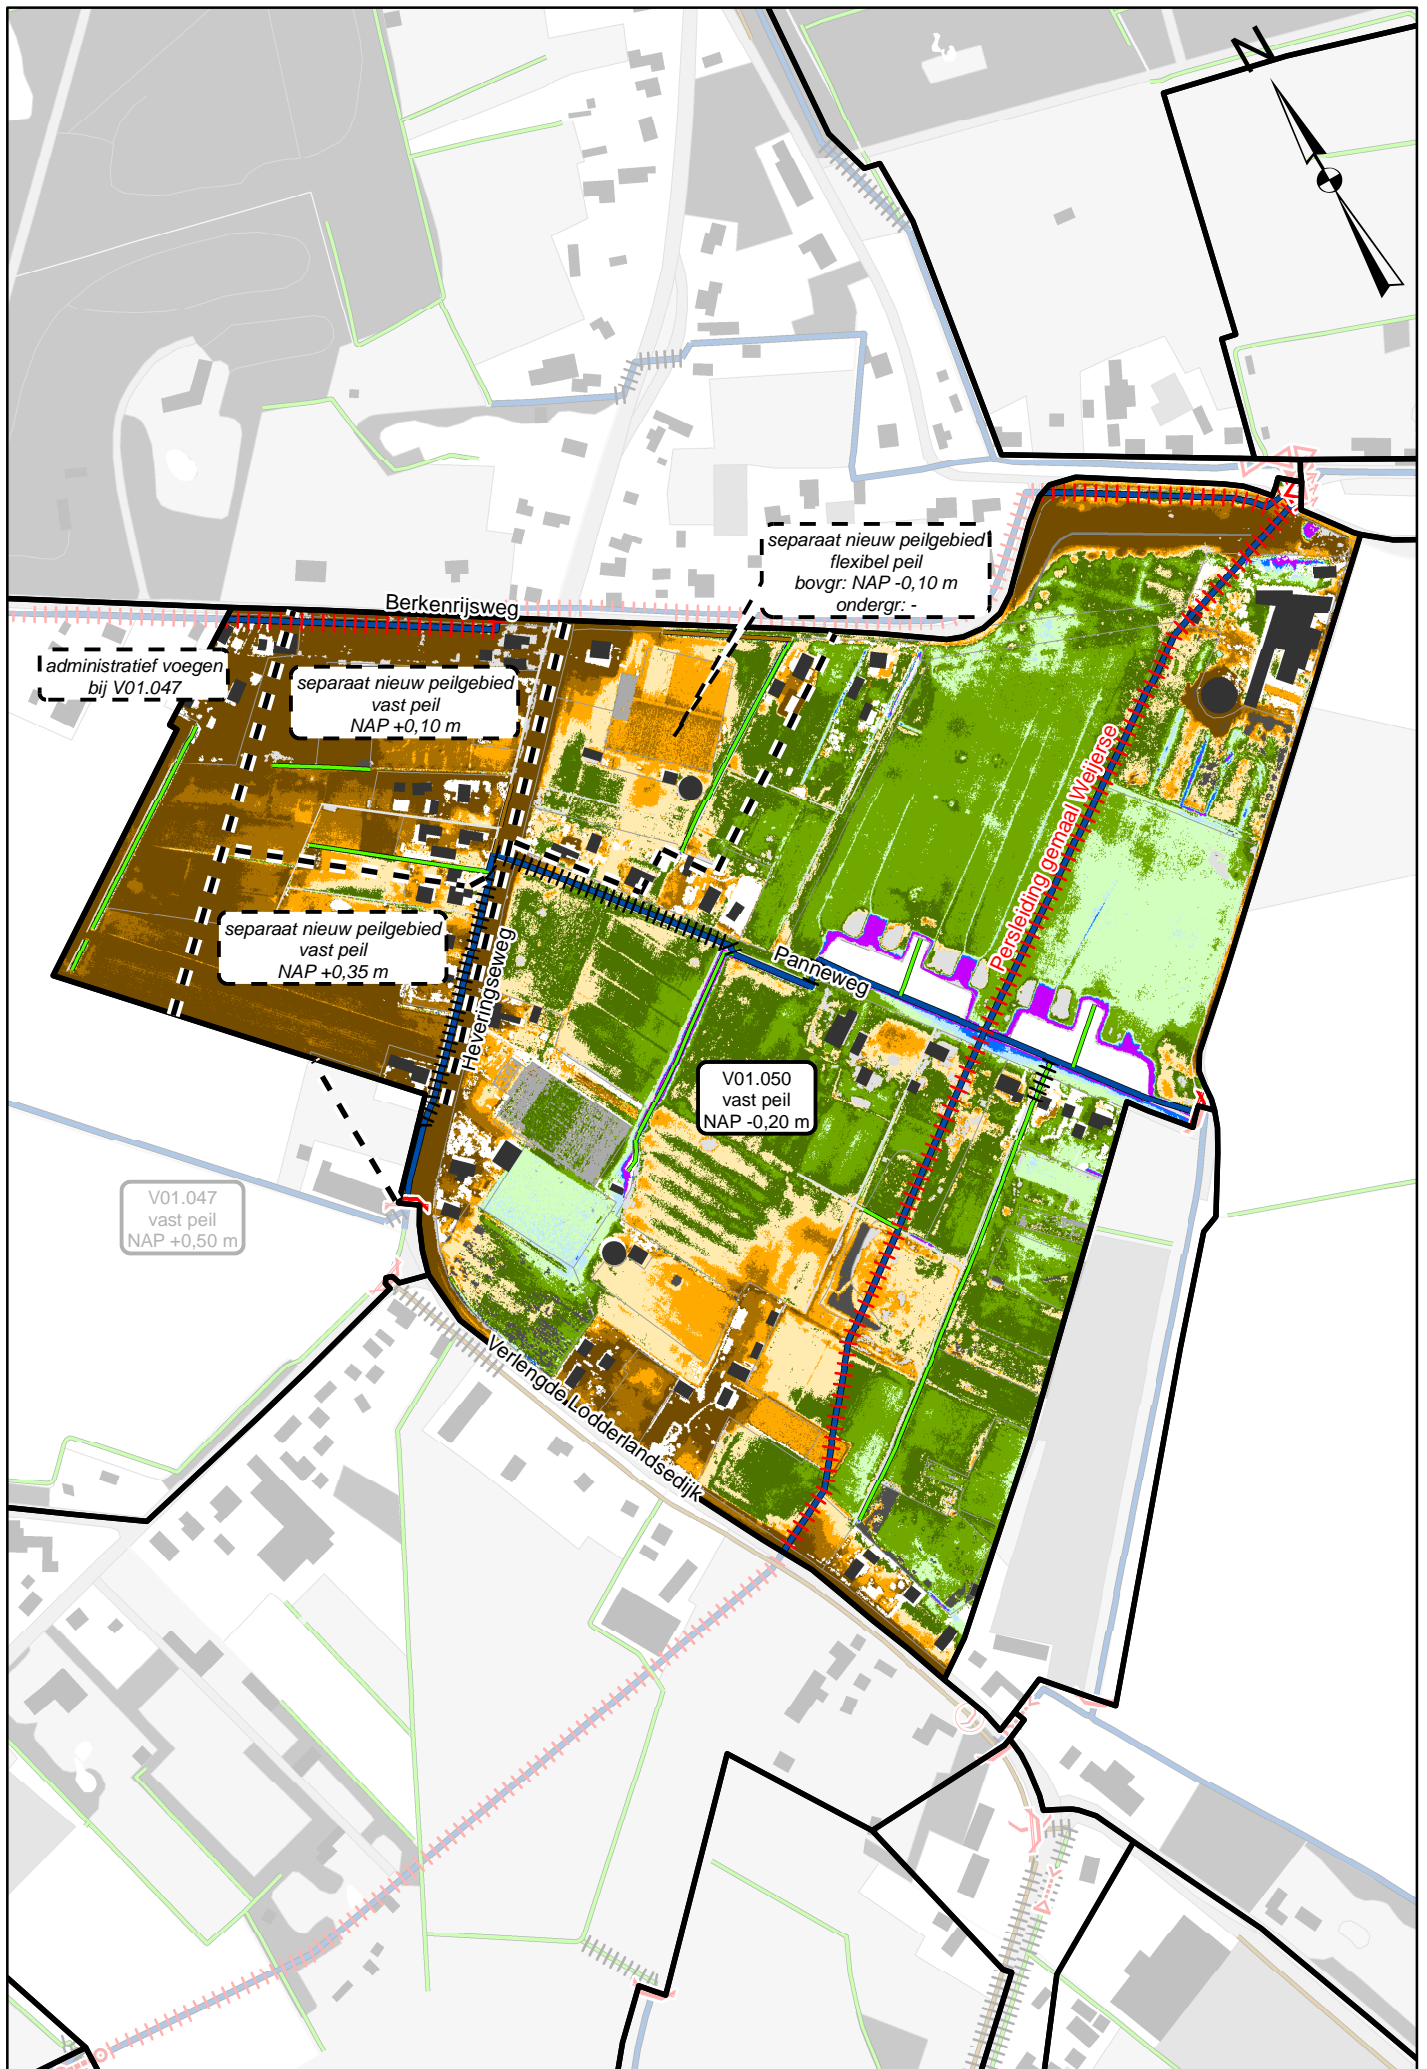 N
separaat nieuw peilgebied
flexibel peil
bovgr: NAP -0,10 m
ondergr: -
Berkenrijsweg
administratief voegen
bij V01.047
separaat nieuw peilgebied
vast peil
NAP +0,10 m
Persleiding gemaal Weijerse
separaat nieuw peilgebied
vast peil
NAP +0,35 m
Heveringseweg
Panneweg
V01.050
vast peil
NAP -0,20 m
V01.047
vast peil
NAP +0,50 m
Verlengde Lodderlandsedijk